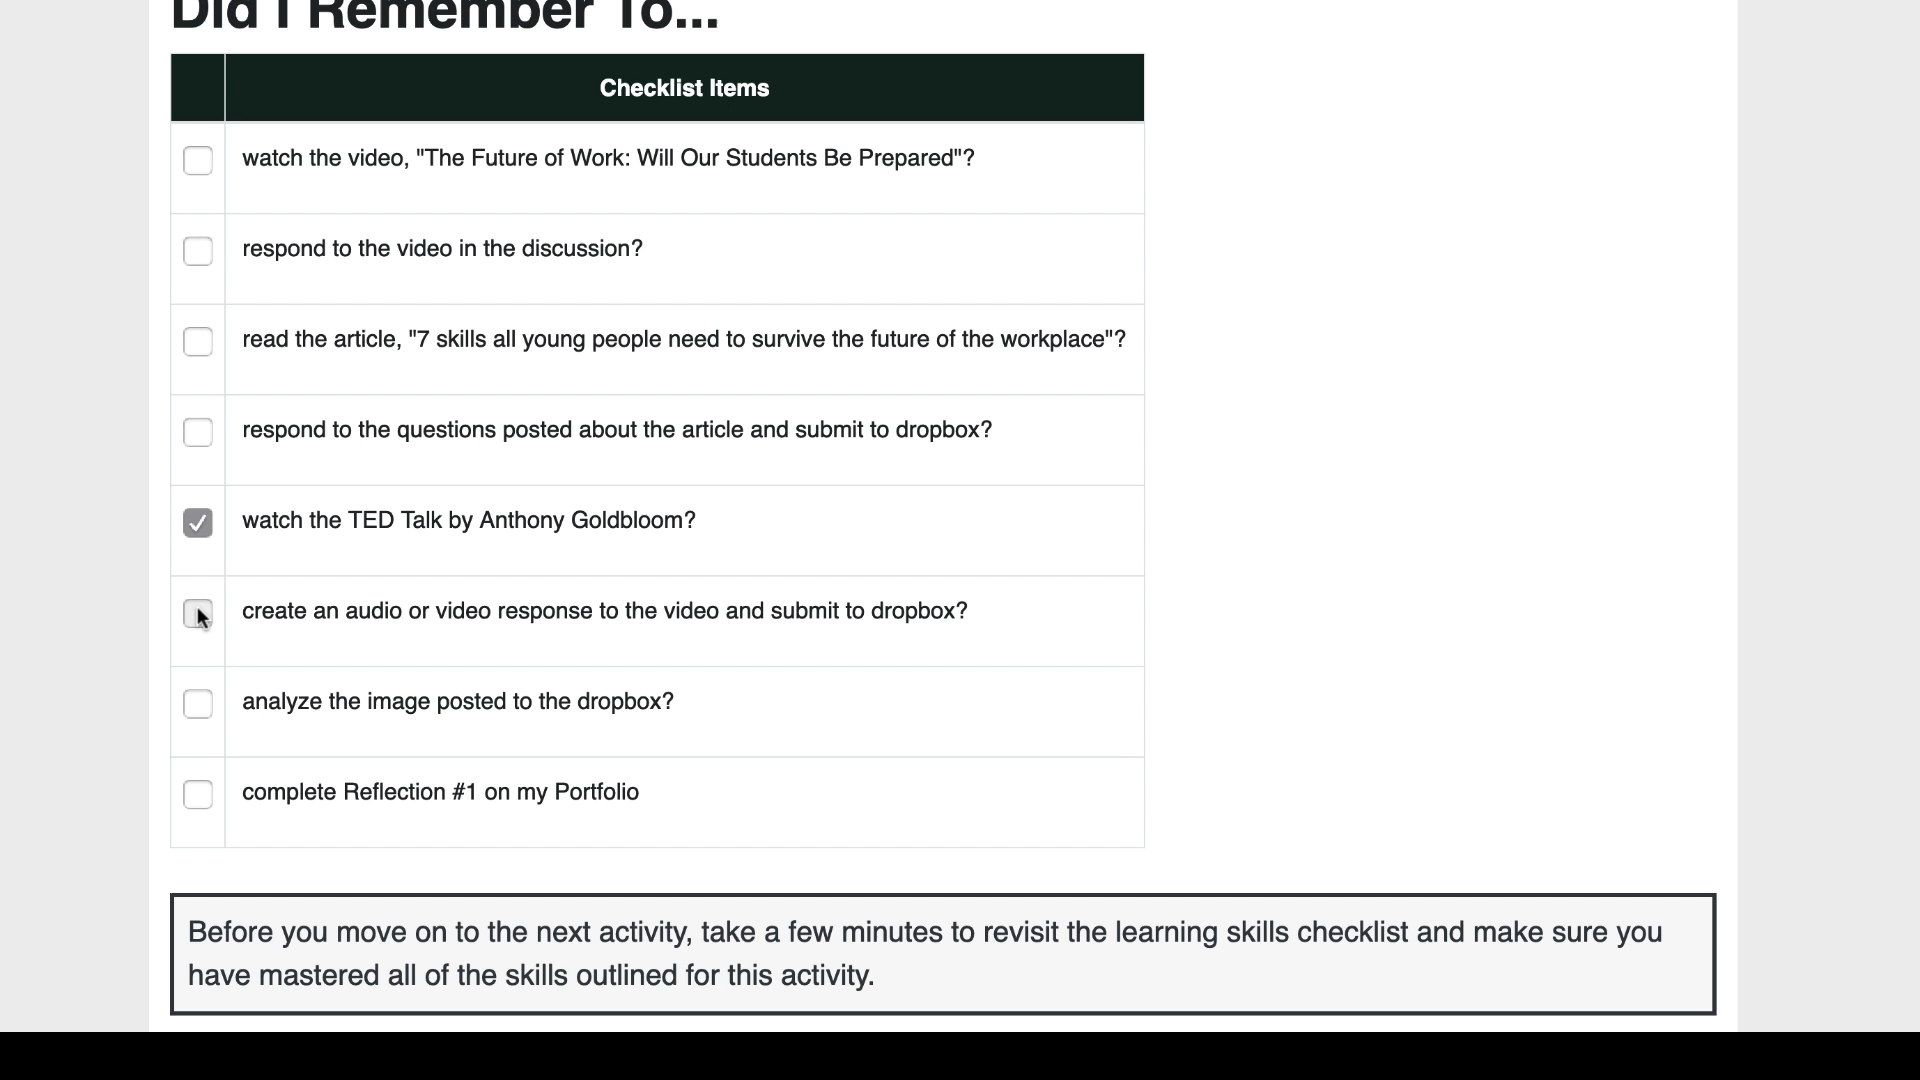 Did I Remember To...
Checklist Items
watch the video, "The Future of Work: Will Our Students Be Prepared"?
respond to the video in the discussion?
read the article, "7 skills all young people need to survive the future of the workplace"?
respond to the questions posted about the article and submit to dropbox?
watch the TED Talk by Anthony Goldbloom?
create an audio or video response to the video and submit to dropbox?
analyze the image posted to the dropbox?
complete Reflection #1 on my Portfolio
Before you move on to the next activity, take a few minutes to revisit the learning skills checklist and make sure you
have mastered all of the skills outlined for this activity.